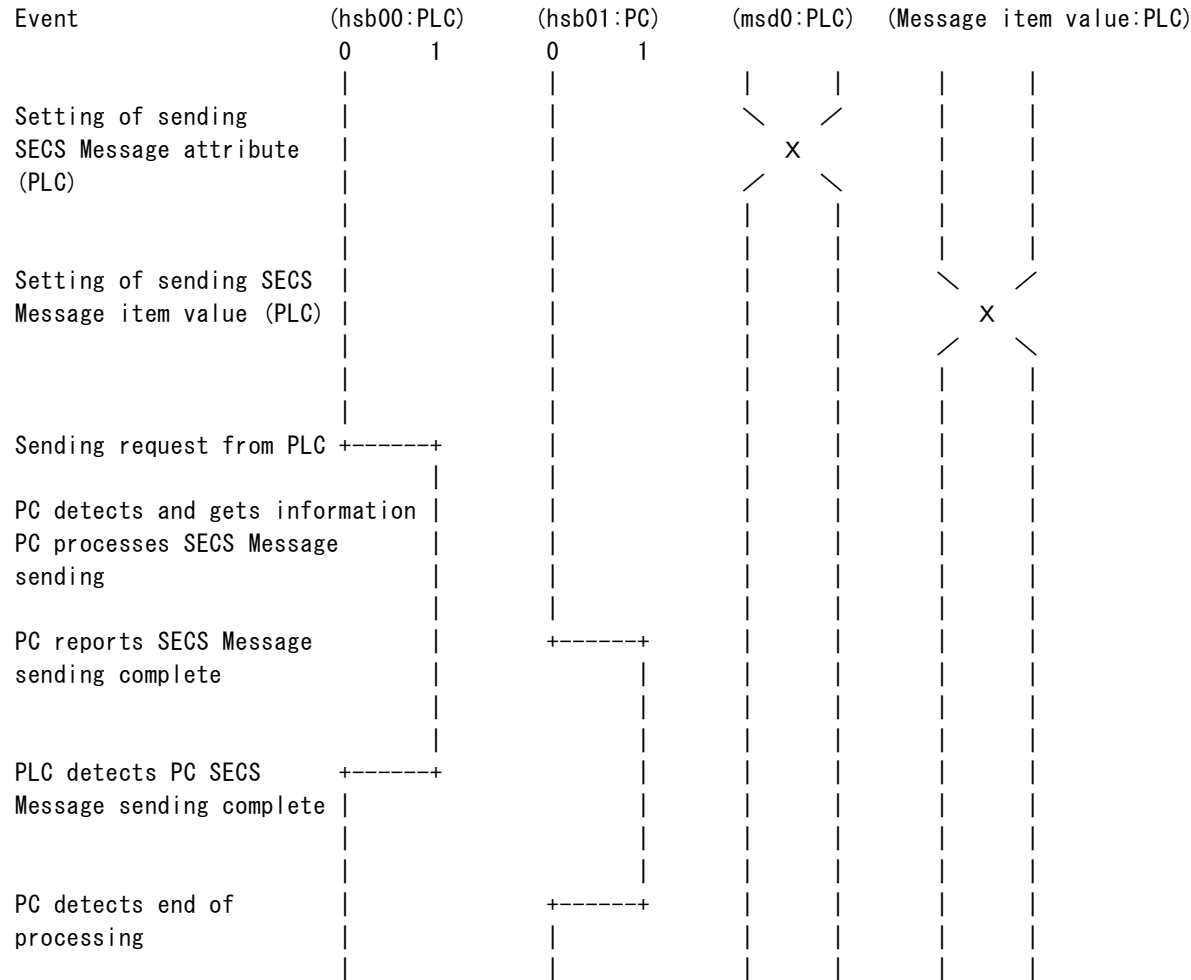 Event (hsb00:PLC) (hsb01:PC) (msd0:PLC) (Message item value:PLC)
0 1 0 1
Setting of sending
SECS Message attribute X
(PLC)
Setting of sending SECS
Message item value (PLC) X
Sending request from PLC
PC detects and gets information
PC processes SECS Message
sending
PC reports SECS Message
sending complete
PLC detects PC SECS
Message sending complete
PC detects end of
processing